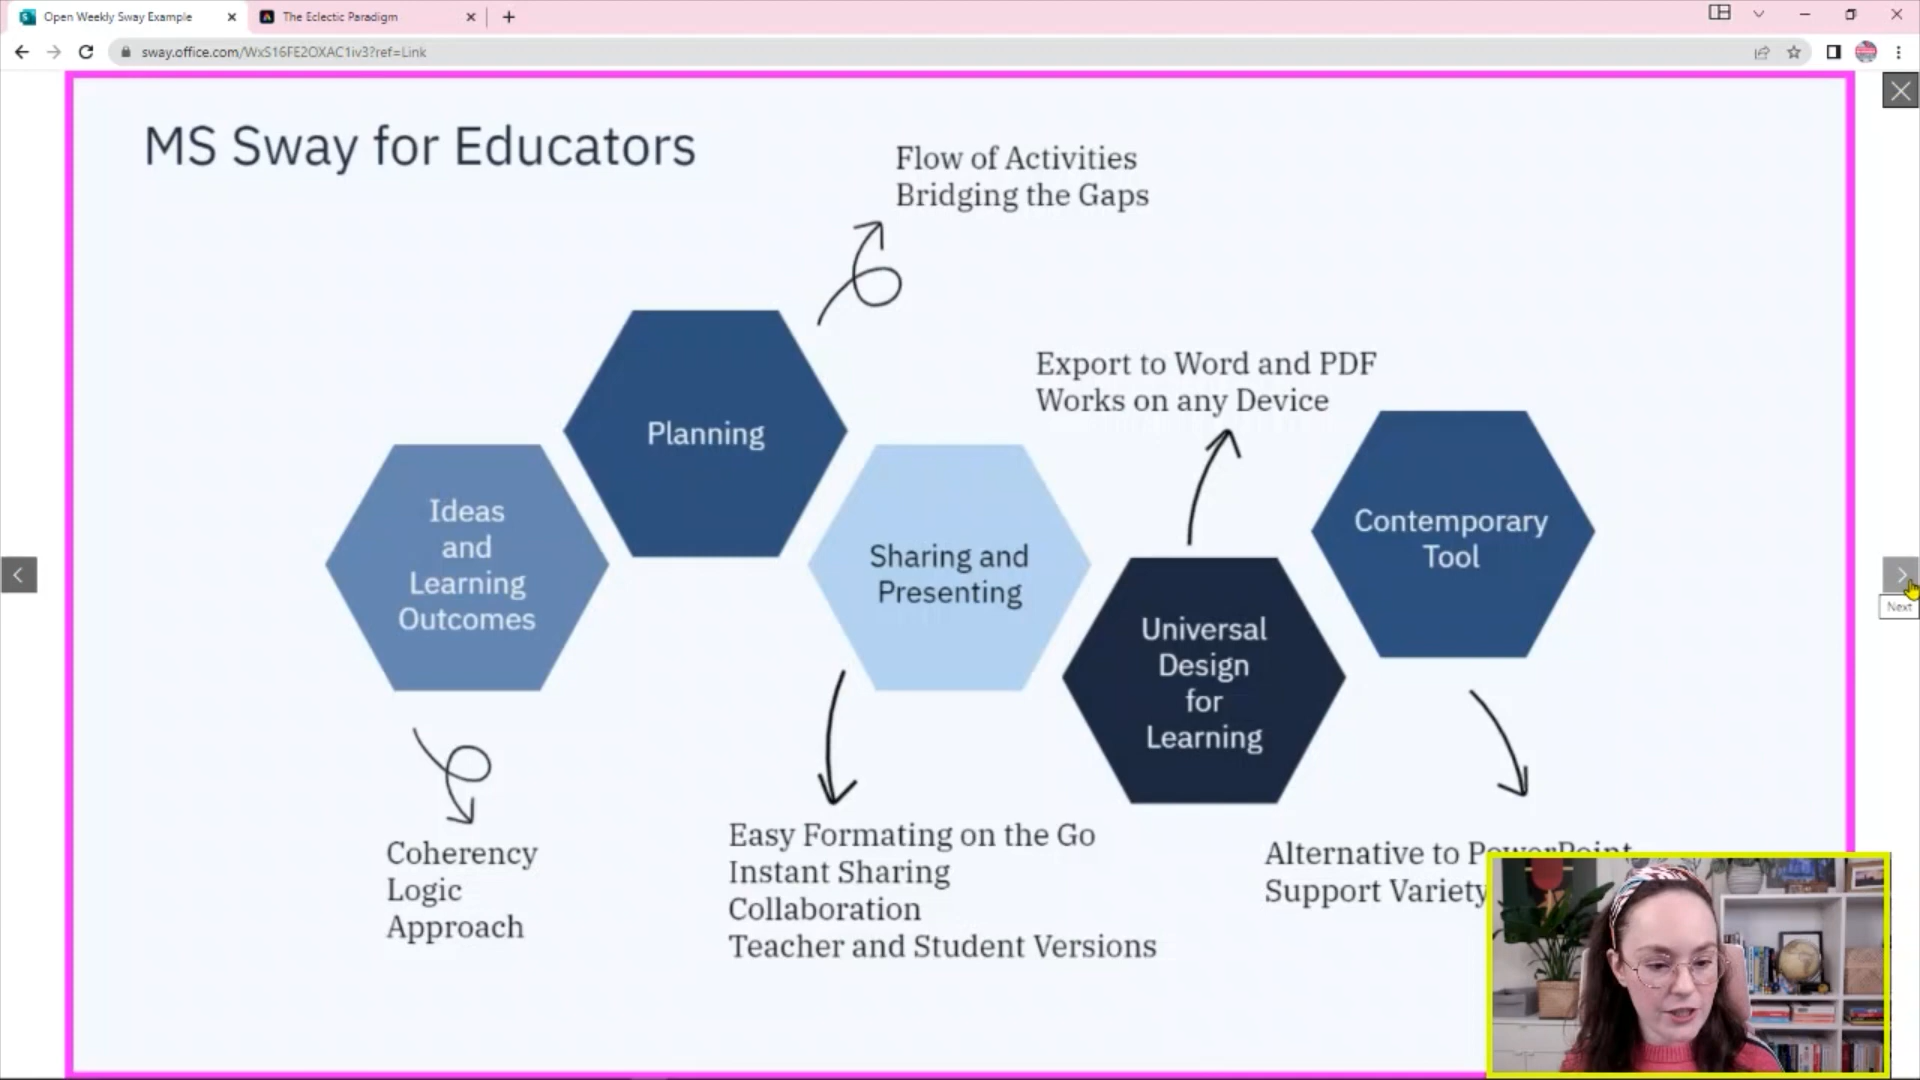 Open Weekly Sway Example
The Eclectic Paradigm
sway.office.com/WxS16FE2OXAC1iv3?ref=Link
MS Sway for Educators
Flow of Activities
Bridging the Gaps
Export to Word and PDF
Works on any Device
Planning
Ideas
and
Learning
Outcomes
Sharing and
Presenting
Contemporary
Tool
Universal
Design
for
Learning
Next
Coherency
Logic
Approach
Easy Formating on the Go
Instant Sharing
Collaboration
Teacher and Student Versions
Alternative to PowerPoint
Support Variety